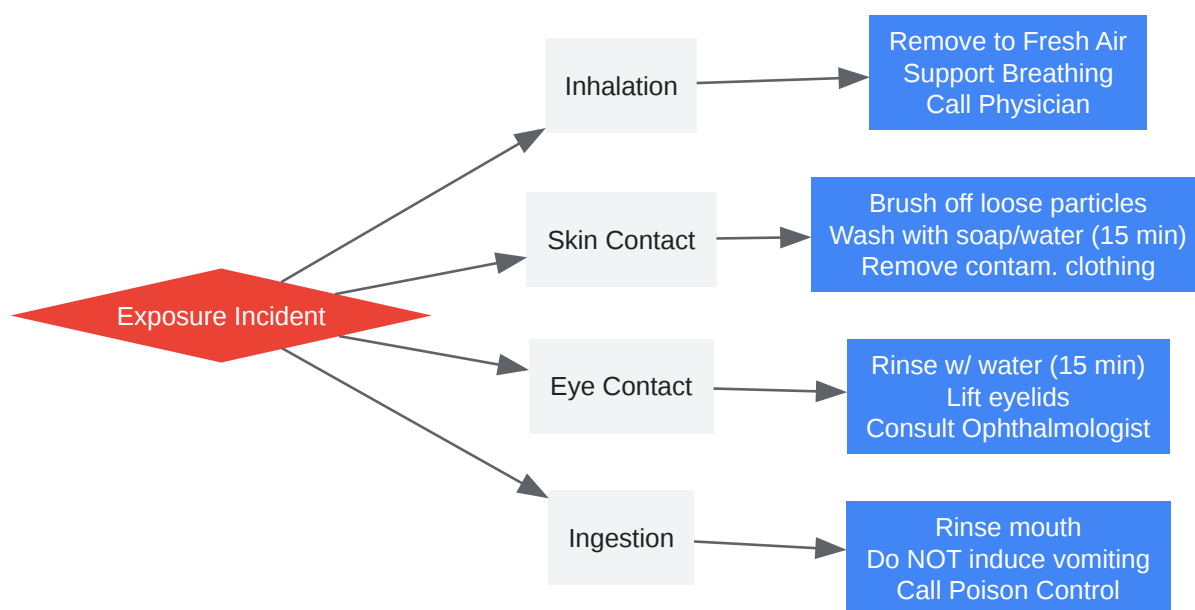 Exposure Incident
Inhalation
Remove to Fresh Air
Support Breathing
Call Physician
Skin Contact
Brush off loose particles
Wash with soap/water (15 min)
Remove contam. clothing
Eye Contact
Rinse w/ water (15 min)
Lift eyelids
Consult Ophthalmologist
Ingestion
Rinse mouth
Do NOT induce vomiting
Call Poison Control